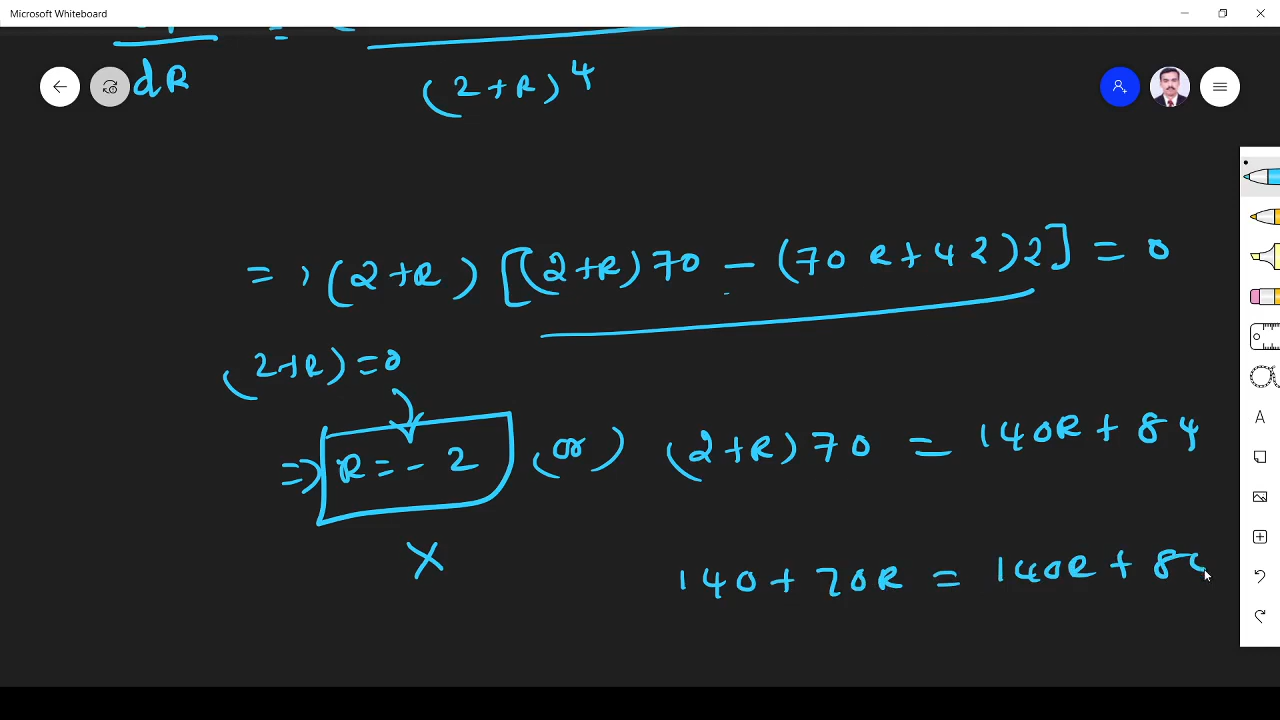 Microsoft Whiteboard
dR
(2+R)^4
⇒ (2+R) [(2+R)70 − (70R+42)2] = 0
(2+R)=0
⇒ R = -2 (or) (2+R)70 = 140R + 84
X
140 + 70R = 140R + 84
A